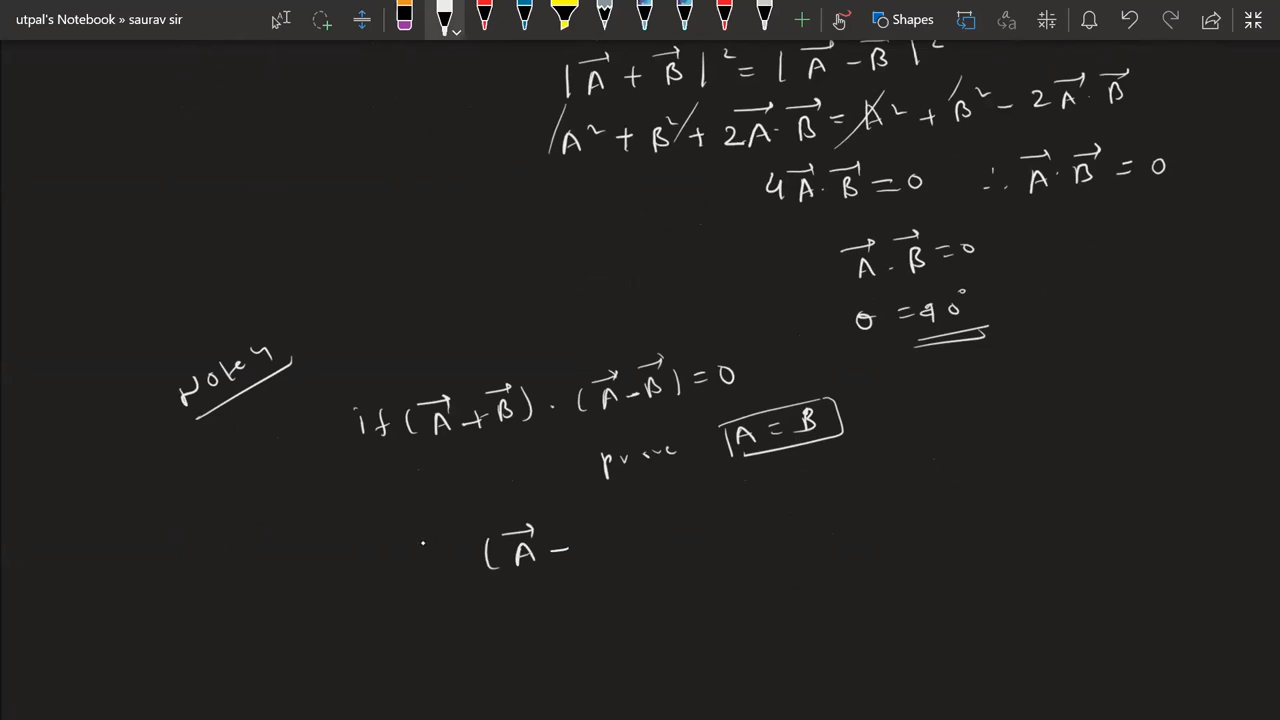 utpal's Notebook » saurav sir
Shapes
|A⃗ + B⃗|² = |A⃗ - B⃗|²
A² + B² + 2A⃗·B⃗ = A² + B² - 2A⃗·B⃗
4A⃗·B⃗ = 0 ∴ A⃗·B⃗ = 0
A⃗·B⃗ = 0
θ = 90°
Note 4
if (A⃗ + B⃗) · (A⃗ - B⃗) = 0
prove A = B
(A⃗ -